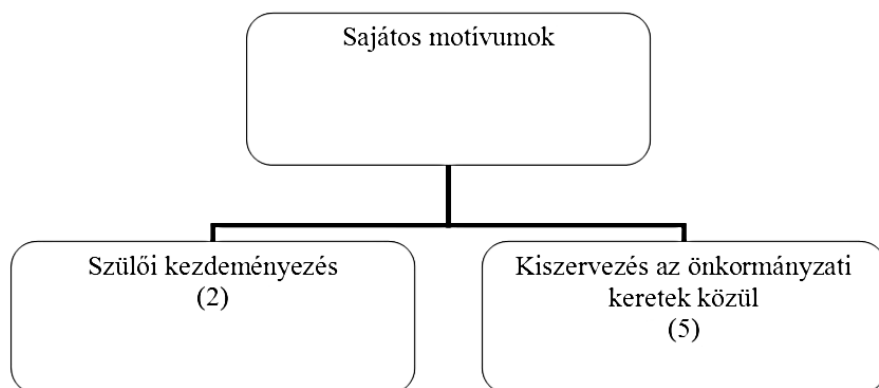 Sajátos motívumok
Szülői kezdeményezés
(2)
Kiszervezés az önkormányzati
keretek közül
(5)